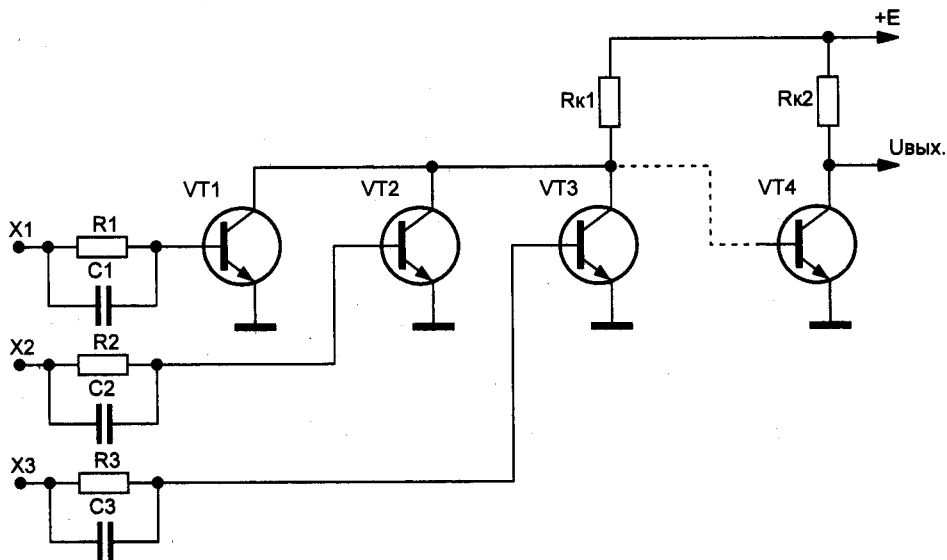 +E
Rк1
Rк2
Uвых.
VT1
VT2
VT3
VT4
X1
R1
C1
X2
R2
C2
X3
R3
C3